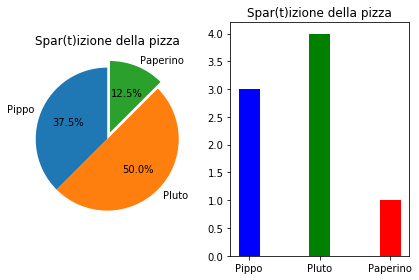 Spar(t)izione della pizza
Paperino
Pippo
12.5%
37.5%
50.0%
Pluto
Spar(t)izione della pizza
4.0
3.5
3.0
2.5
2.0
1.5
1.0
0.5
0.0
Pippo Pluto Paperino